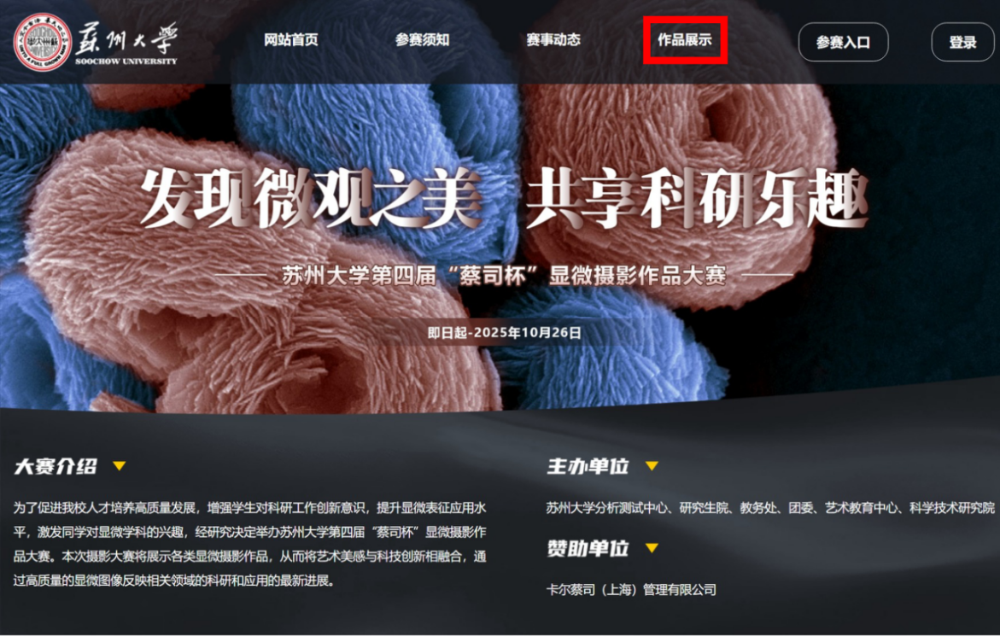 蘇州大學
SOOCHOW UNIVERSITY
网站首页
参赛须知
赛事动态
作品展示
参赛入口
登录
发现微观之美 共享科研乐趣
苏州大学第四届“蔡司杯”显微摄影作品大赛
即日起-2025年10月26日
大赛介绍
为了促进我校人才培养高质量发展，增强学生对科研工作创新意识，提升显微表征应用水
平，激发同学对显微学科的兴趣，经研究决定举办苏州大学第四届“蔡司杯”显微摄影作
品大赛。本次摄影大赛将展示各类显微摄影作品，从而将艺术美感与科技创新相融合，通
过高质量的显微图像反映相关领域的科研和应用的最新进展。
主办单位
苏州大学分析测试中心、研究生院、教务处、团委、艺术教育中心、科学技术研究院
赞助单位
卡尔蔡司（上海）管理有限公司